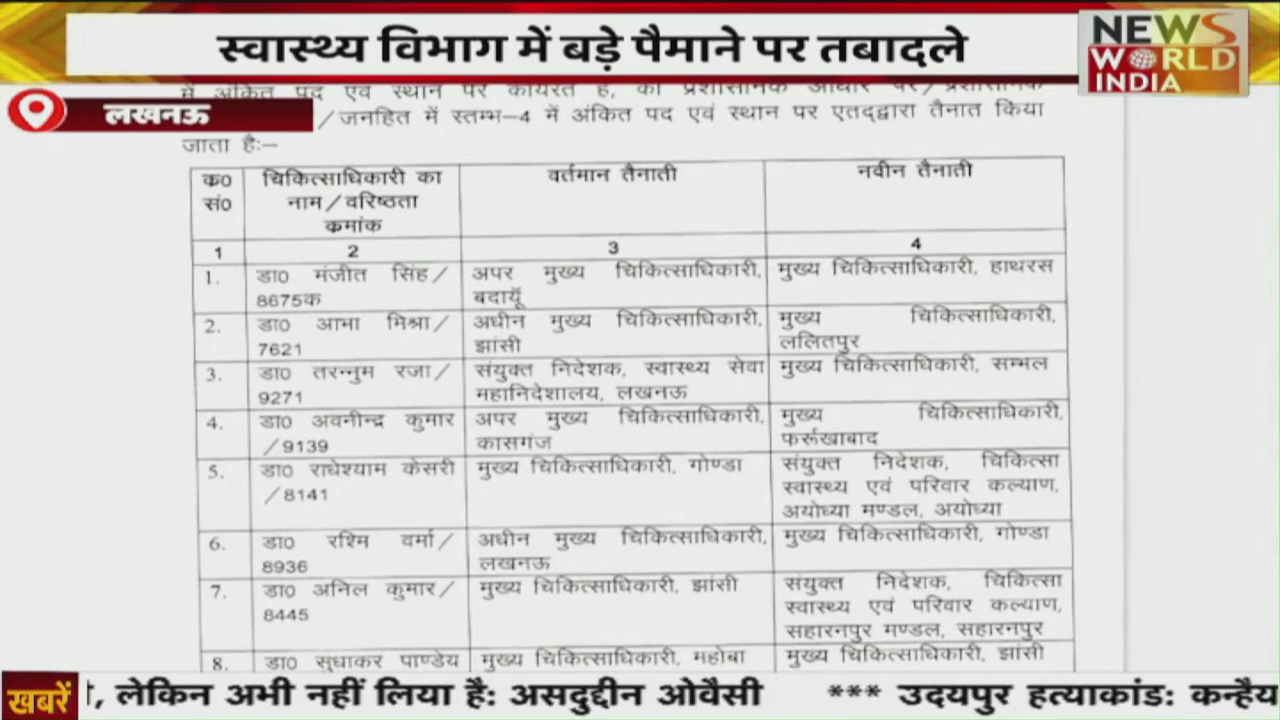 स्वास्थ्य विभाग में बड़े पैमाने पर तबादले
NEWS
WORLD
INDIA
लखनऊ
में अंकित पद एवं स्थान पर कार्यरत हैं, को प्रशासनिक आधार पर/प्रशासनिक
/जनहित में स्तम्भ-4 में अंकित पद एवं स्थान पर एतद्द्वारा तैनात किया
जाता हैः-
क्र0 सं0 | चिकित्साधिकारी का नाम/वरिष्ठता क्रमांक | वर्तमान तैनाती | नवीन तैनाती
1 | 2 | 3 | 4
1. | डा0 मंजीत सिंह/ 8675क | अपर मुख्य चिकित्साधिकारी, बदायूँ | मुख्य चिकित्साधिकारी, हाथरस
2. | डा0 आभा मिश्रा/ 7621 | अधीन मुख्य चिकित्साधिकारी, झांसी | मुख्य चिकित्साधिकारी, ललितपुर
3. | डा0 तरन्नुम रजा/ 9271 | संयुक्त निदेशक, स्वास्थ्य सेवा महानिदेशालय, लखनऊ | मुख्य चिकित्साधिकारी, सम्भल
4. | डा0 अवनीन्द्र कुमार /9139 | अपर मुख्य चिकित्साधिकारी, कासगंज | मुख्य चिकित्साधिकारी, फर्रूखाबाद
5. | डा0 राधेश्याम केसरी /8141 | मुख्य चिकित्साधिकारी, गोण्डा | संयुक्त निदेशक, चिकित्सा स्वास्थ्य एवं परिवार कल्याण, अयोध्या मण्डल, अयोध्या
6. | डा0 रश्मि वर्मा/ 8936 | अधीन मुख्य चिकित्साधिकारी, लखनऊ | मुख्य चिकित्साधिकारी, गोण्डा
7. | डा0 अनिल कुमार/ 8445 | मुख्य चिकित्साधिकारी, झांसी | संयुक्त निदेशक, चिकित्सा स्वास्थ्य एवं परिवार कल्याण, सहारनपुर मण्डल, सहारनपुर
8. | डा0 सुधाकर पाण्डेय | मुख्य चिकित्साधिकारी, महोबा | मुख्य चिकित्साधिकारी, झांसी
खबरें
, लेकिन अभी नहीं लिया है: असदुद्दीन ओवैसी *** उदयपुर हत्याकांड: कन्हैय